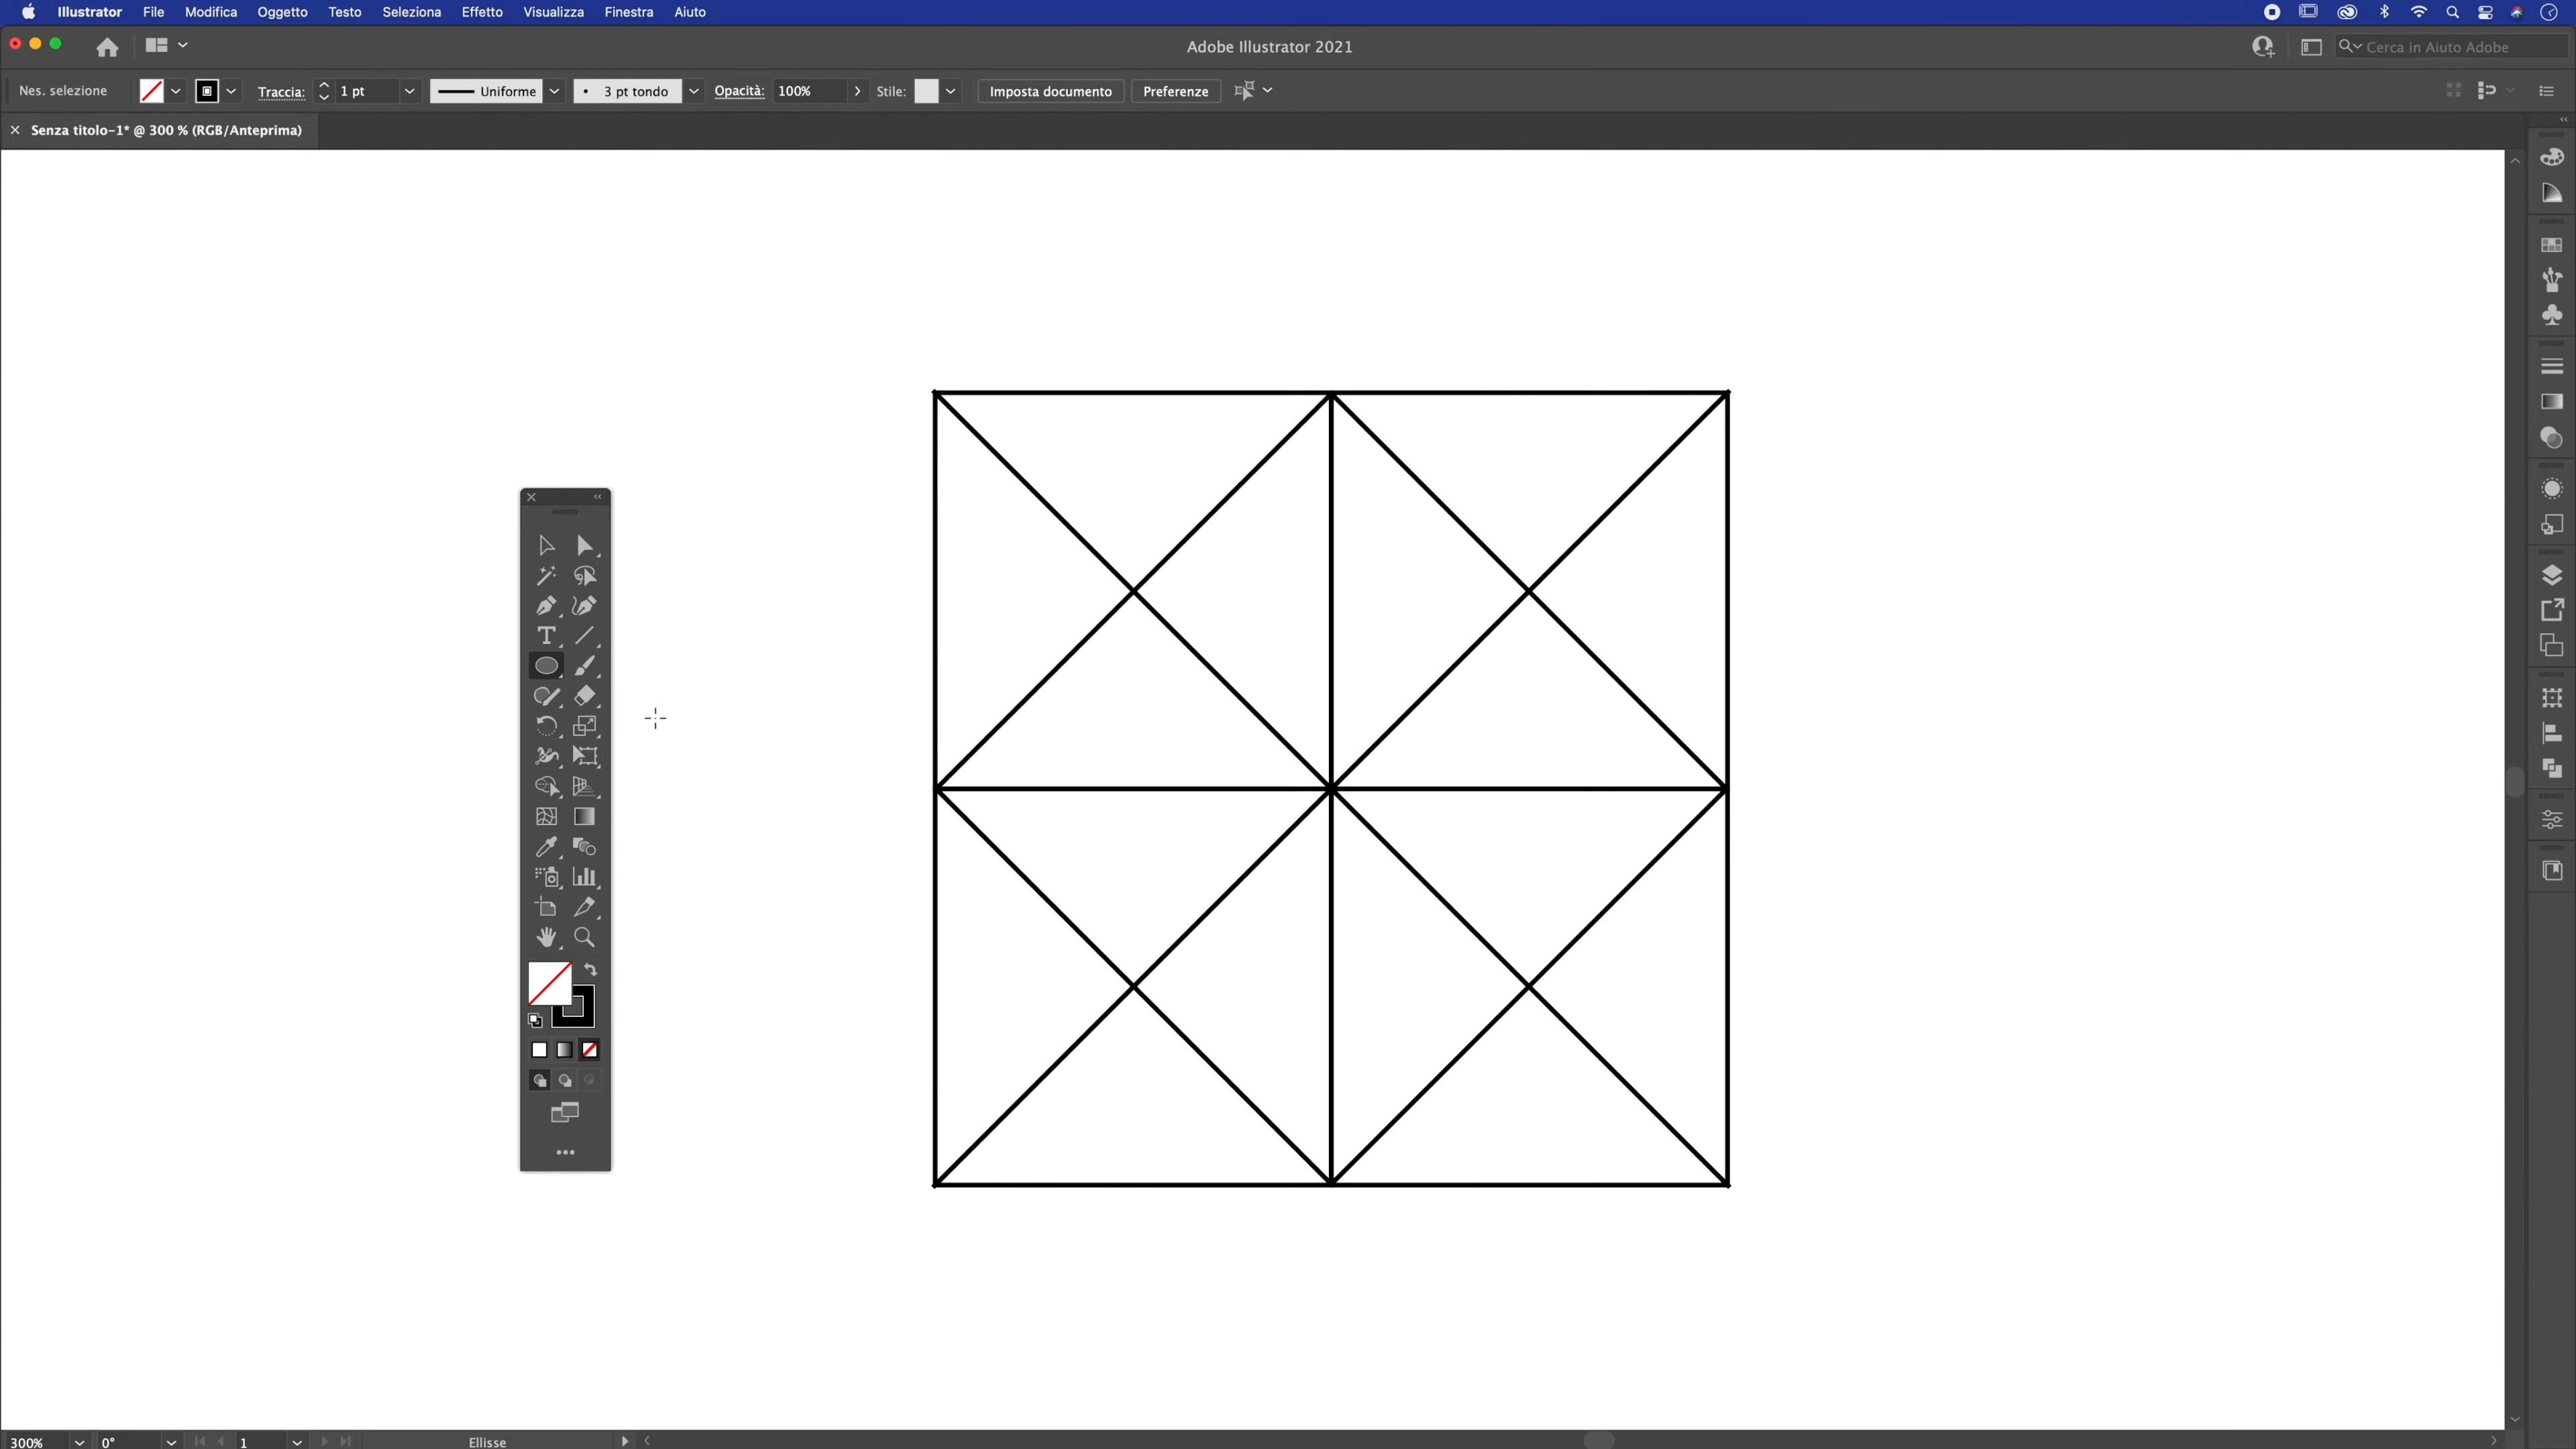 Illustrator File Modifica Oggetto Testo Seleziona Effetto Visualizza Finestra Aiuto
Adobe Illustrator 2021
Cerca in Aiuto Adobe
Nes. selezione Traccia: 1 pt Uniforme 3 pt tondo Opacità: 100% Stile: Imposta documento Preferenze
Senza titolo-1* @ 300 % (RGB/Anteprima)
300% 0° 1 Ellisse